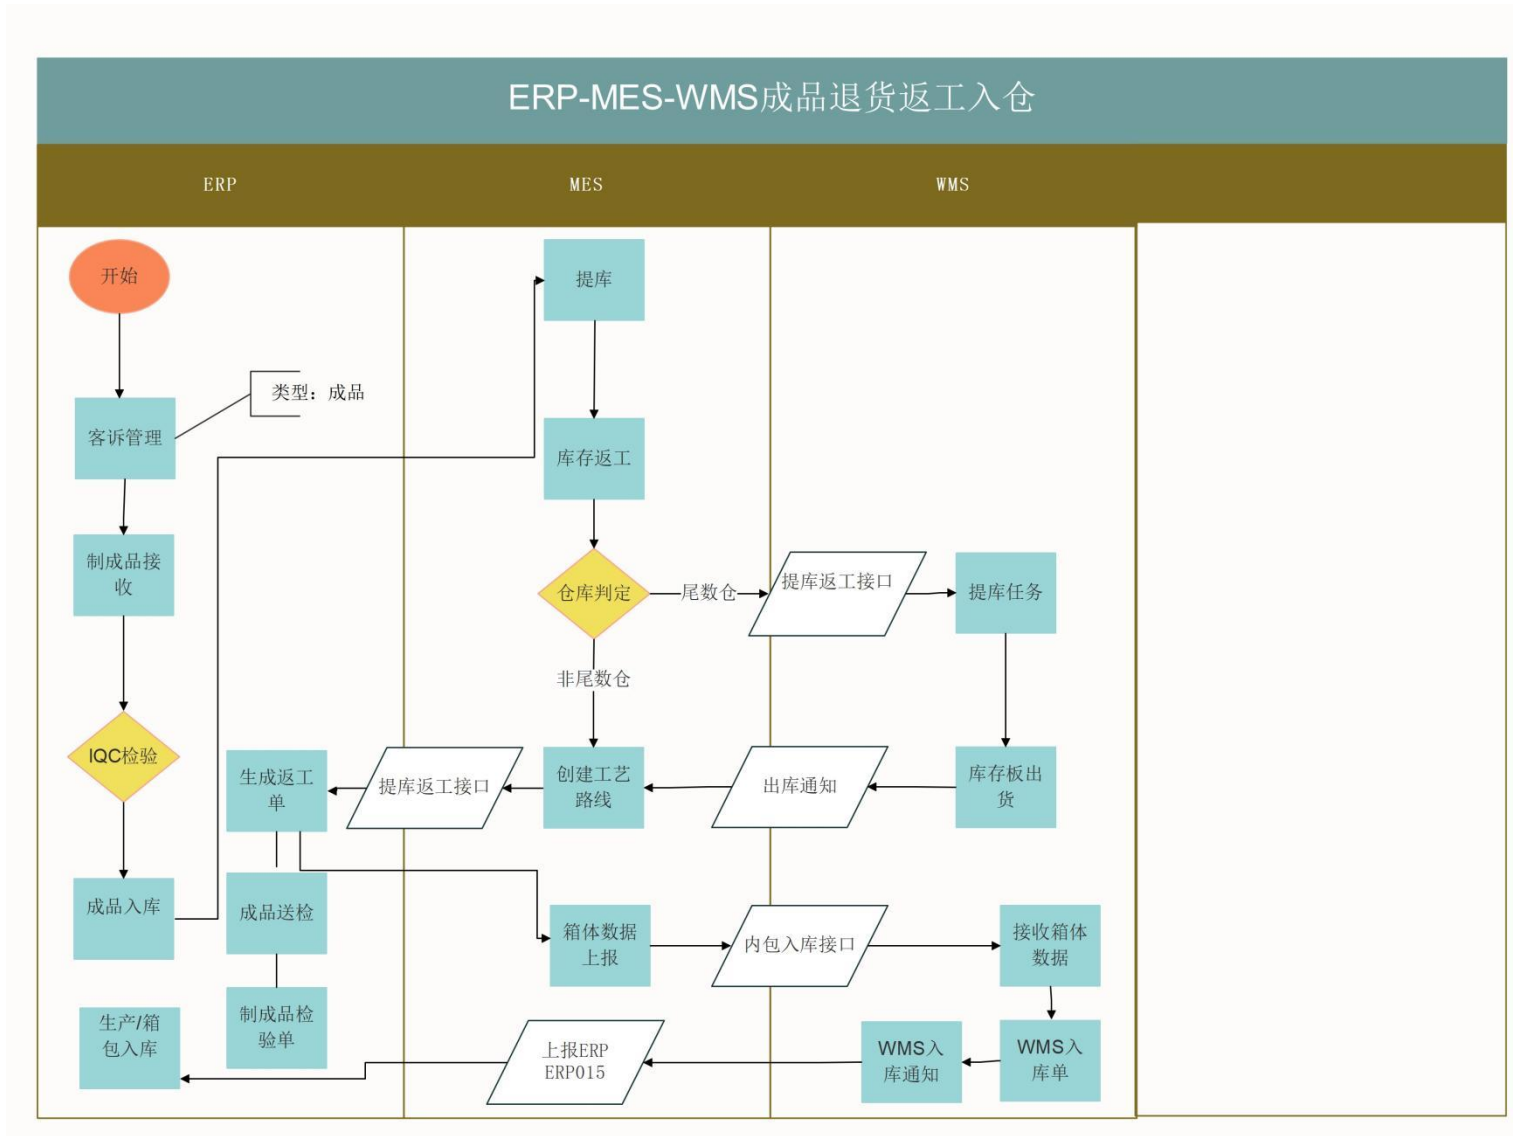 ERP-MES-WMS成品退货返工入仓
ERP
MES
WMS
开始
提库
类型：成品
客诉管理
库存返工
制成品接
收
仓库判定
尾数仓
提库返工接口
提库任务
非尾数仓
IQC检验
生成返工
单
提库返工接口
创建工艺
路线
出库通知
库存板出
货
成品入库
成品送检
箱体数据
上报
内包入库接口
接收箱体
数据
生产/箱
包入库
制成品检
验单
上报ERP
ERP015
WMS入
库通知
WMS入
库单